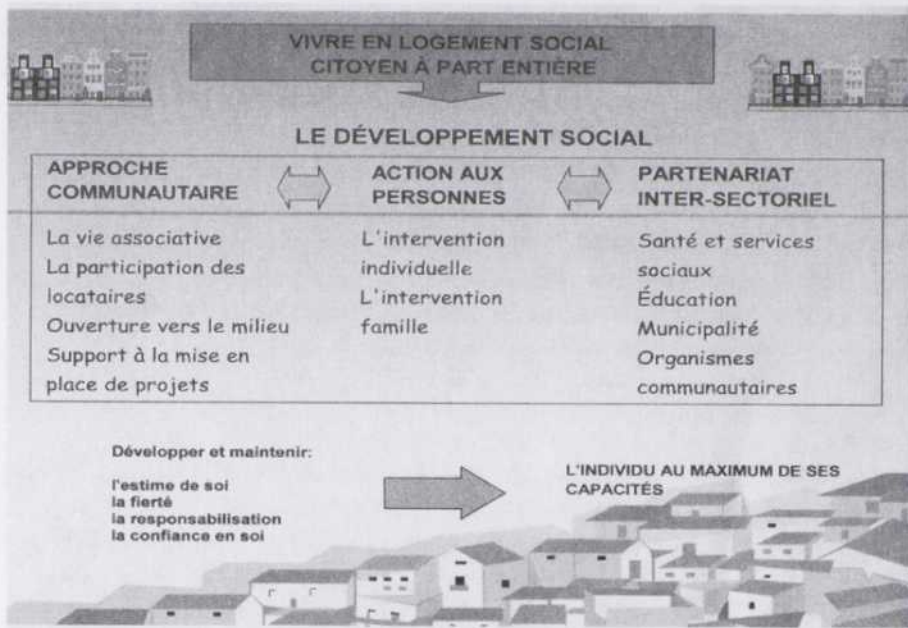 VIVRE EN LOGEMENT SOCIAL
CITOYEN À PART ENTIÈRE
LE DÉVELOPPEMENT SOCIAL
APPROCHE
COMMUNAUTAIRE
La vie associative
La participation des
locataires
Ouverture vers le milieu
Support à la mise en
place de projets
ACTION AUX
PERSONNES
L'intervention
individuelle
L'intervention
famille
PARTENARIAT
INTER-SECTORIEL
Santé et services
sociaux
Éducation
Municipalité
Organismes
communautaires
Développer et maintenir:
l'estime de soi
la fierté
la responsabilisation
la confiance en soi
L'INDIVIDU AU MAXIMUM DE SES
CAPACITÉS